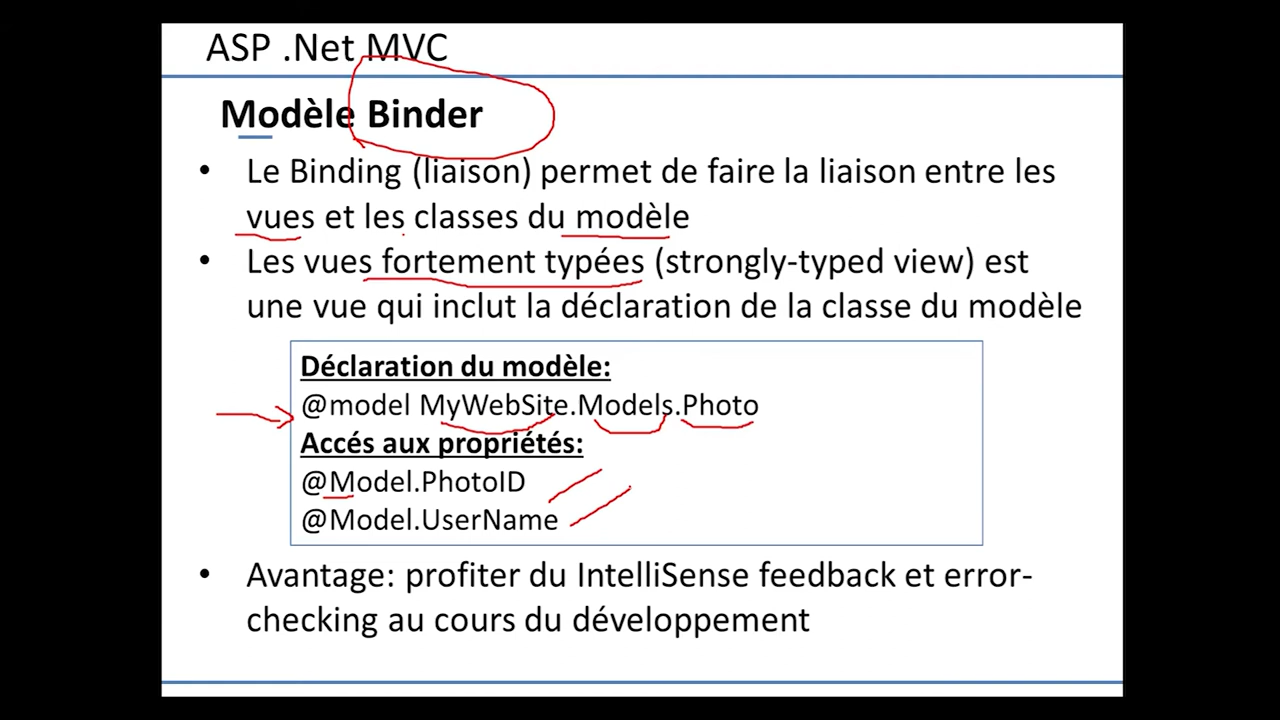 ASP .Net MVC
Modèle Binder
• Le Binding (liaison) permet de faire la liaison entre les
vues et les classes du modèle
• Les vues fortement typées (strongly-typed view) est
une vue qui inclut la déclaration de la classe du modèle
Déclaration du modèle:
@model MyWebSite.Models.Photo
Accés aux propriétés:
@Model.PhotoID
@Model.UserName
• Avantage: profiter du IntelliSense feedback et error-
checking au cours du développement